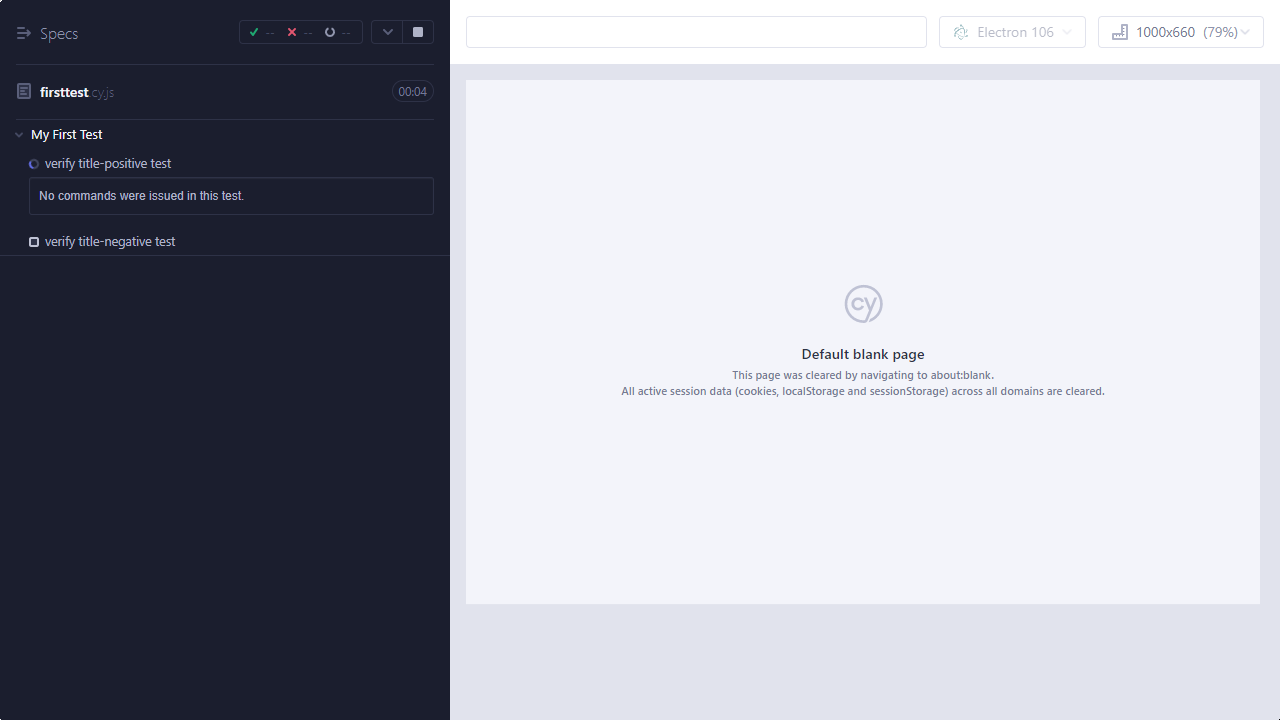 Specs
--
--
--
Electron 106
1000x660 (79%)
firsttest.cy.js
00:04
My First Test
verify title-positive test
No commands were issued in this test.
verify title-negative test
cy
Default blank page
This page was cleared by navigating to about:blank.
All active session data (cookies, localStorage and sessionStorage) across all domains are cleared.